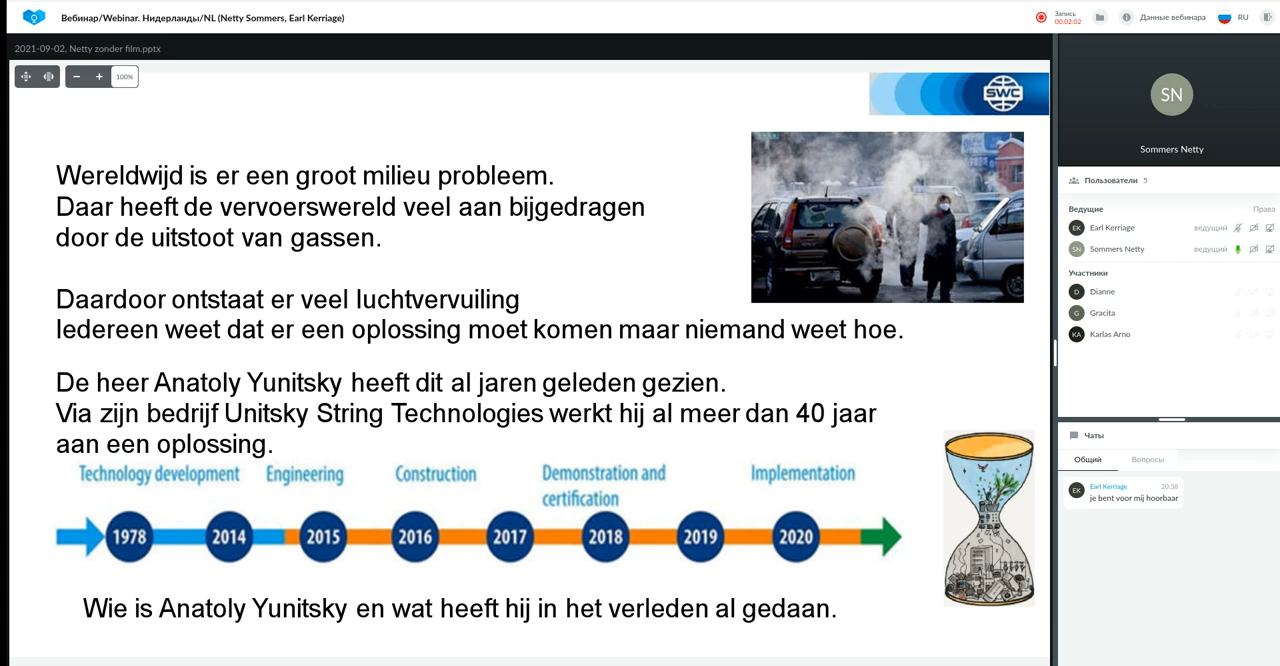 Вебинар/Webinar. Нидерланды/NL (Netty Sommers, Earl Kerriage)
Запись
00:02:02
Данные вебинара
RU
2021-09-02, Netty zonder film.pptx
100%
SWC
Wereldwijd is er een groot milieu probleem.
Daar heeft de vervoerswereld veel aan bijgedragen
door de uitstoot van gassen.
Daardoor ontstaat er veel luchtvervuiling
Iedereen weet dat er een oplossing moet komen maar niemand weet hoe.
De heer Anatoly Yunitsky heeft dit al jaren geleden gezien.
Via zijn bedrijf Unitsky String Technologies werkt hij al meer dan 40 jaar
aan een oplossing.
Technology development
Engineering
Construction
Demonstration and
certification
Implementation
1978
2014
2015
2016
2017
2018
2019
2020
Wie is Anatoly Yunitsky en wat heeft hij in het verleden al gedaan.
SN
Sommers Netty
Пользователи 5
Ведущие
Права
EK Earl Kerriage ведущий
SN Sommers Netty ведущий
Участники
D Dianne
G Gracita
KA Karlas Arno
Чаты
Общий
Вопросы
EK Earl Kerriage 20:38
je bent voor mij hoorbaar